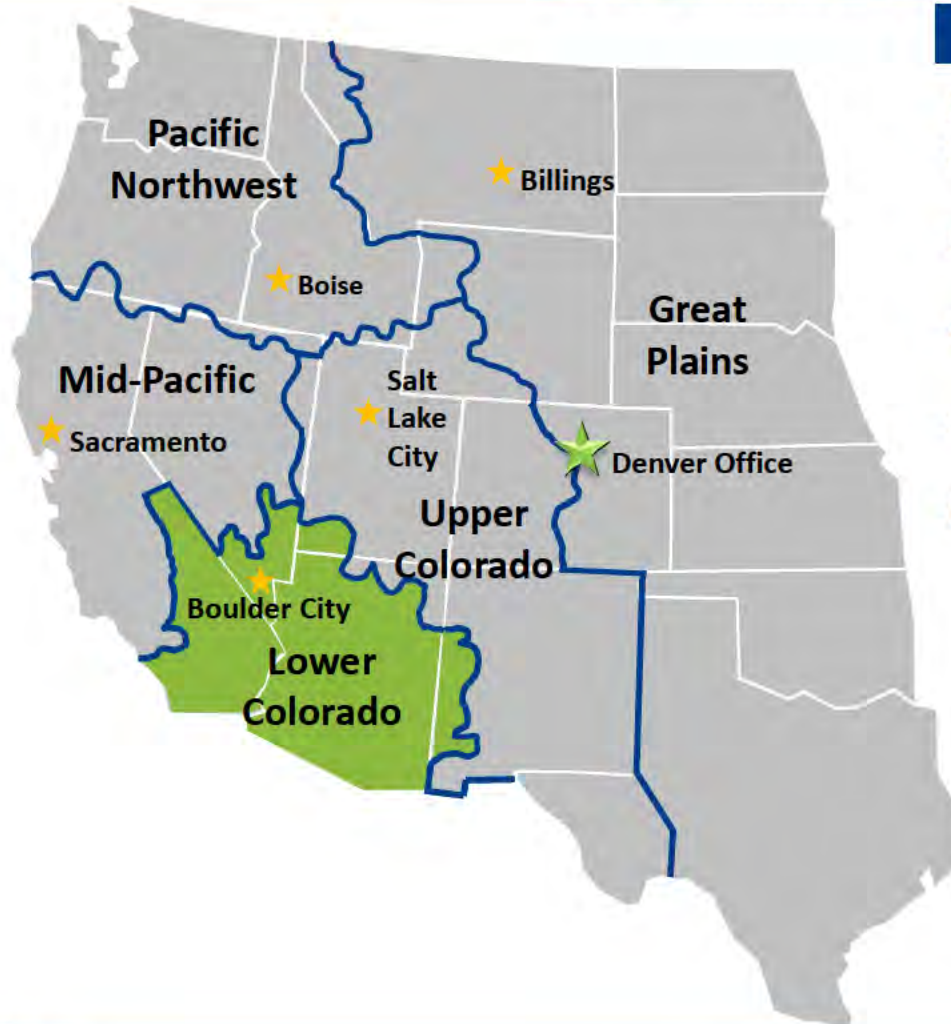 Pacific
Northwest
Billings
Boise
Great
Plains
Mid-Pacific
Salt
Lake
City
Sacramento
Denver Office
Upper
Colorado
Boulder City
Lower
Colorado